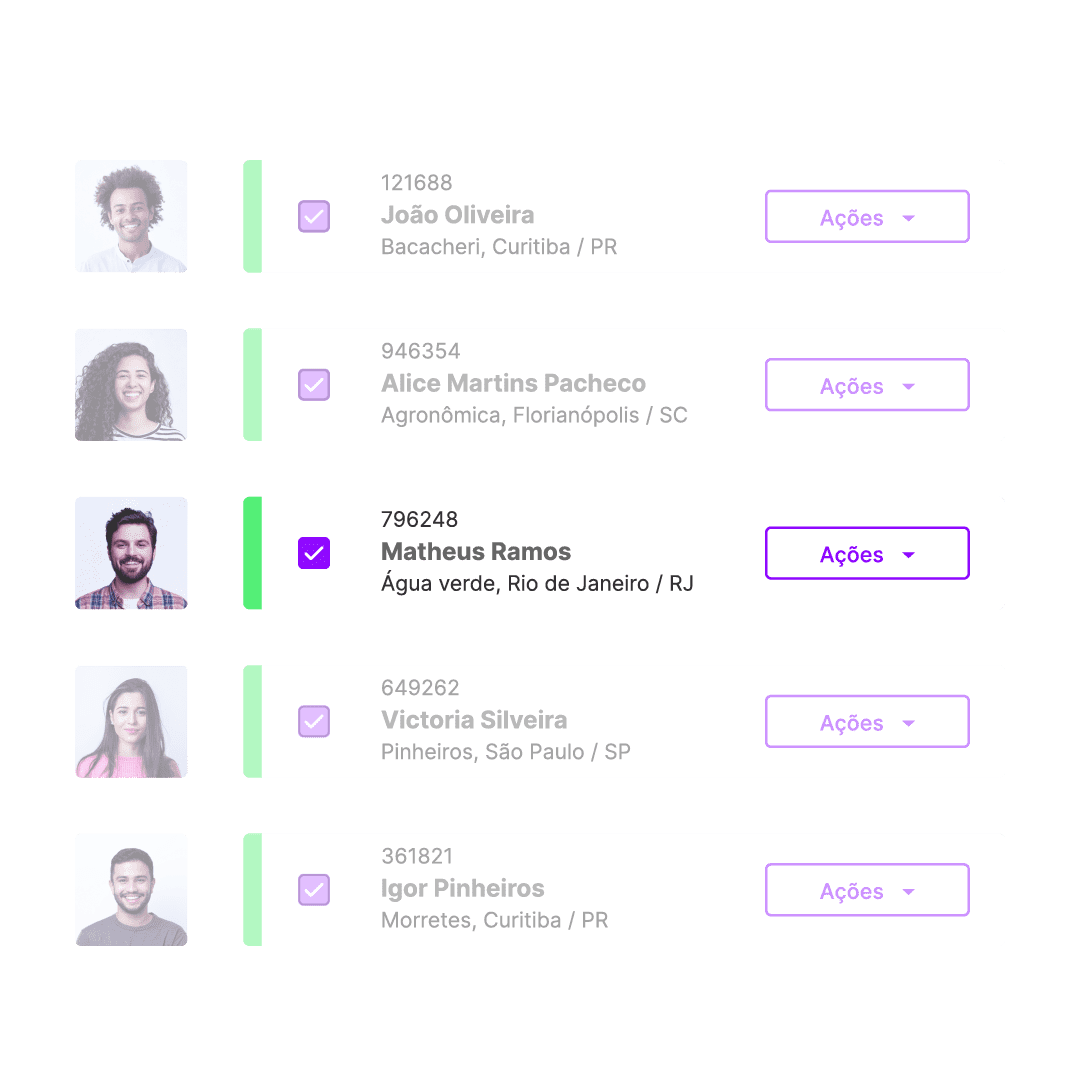 121688
João Oliveira
Bacacheri, Curitiba / PR
Ações
946354
Alice Martins Pacheco
Agronômica, Florianópolis / SC
Ações
796248
Matheus Ramos
Água verde, Rio de Janeiro / RJ
Ações
649262
Victoria Silveira
Pinheiros, São Paulo / SP
Ações
361821
Igor Pinheiros
Morretes, Curitiba / PR
Ações